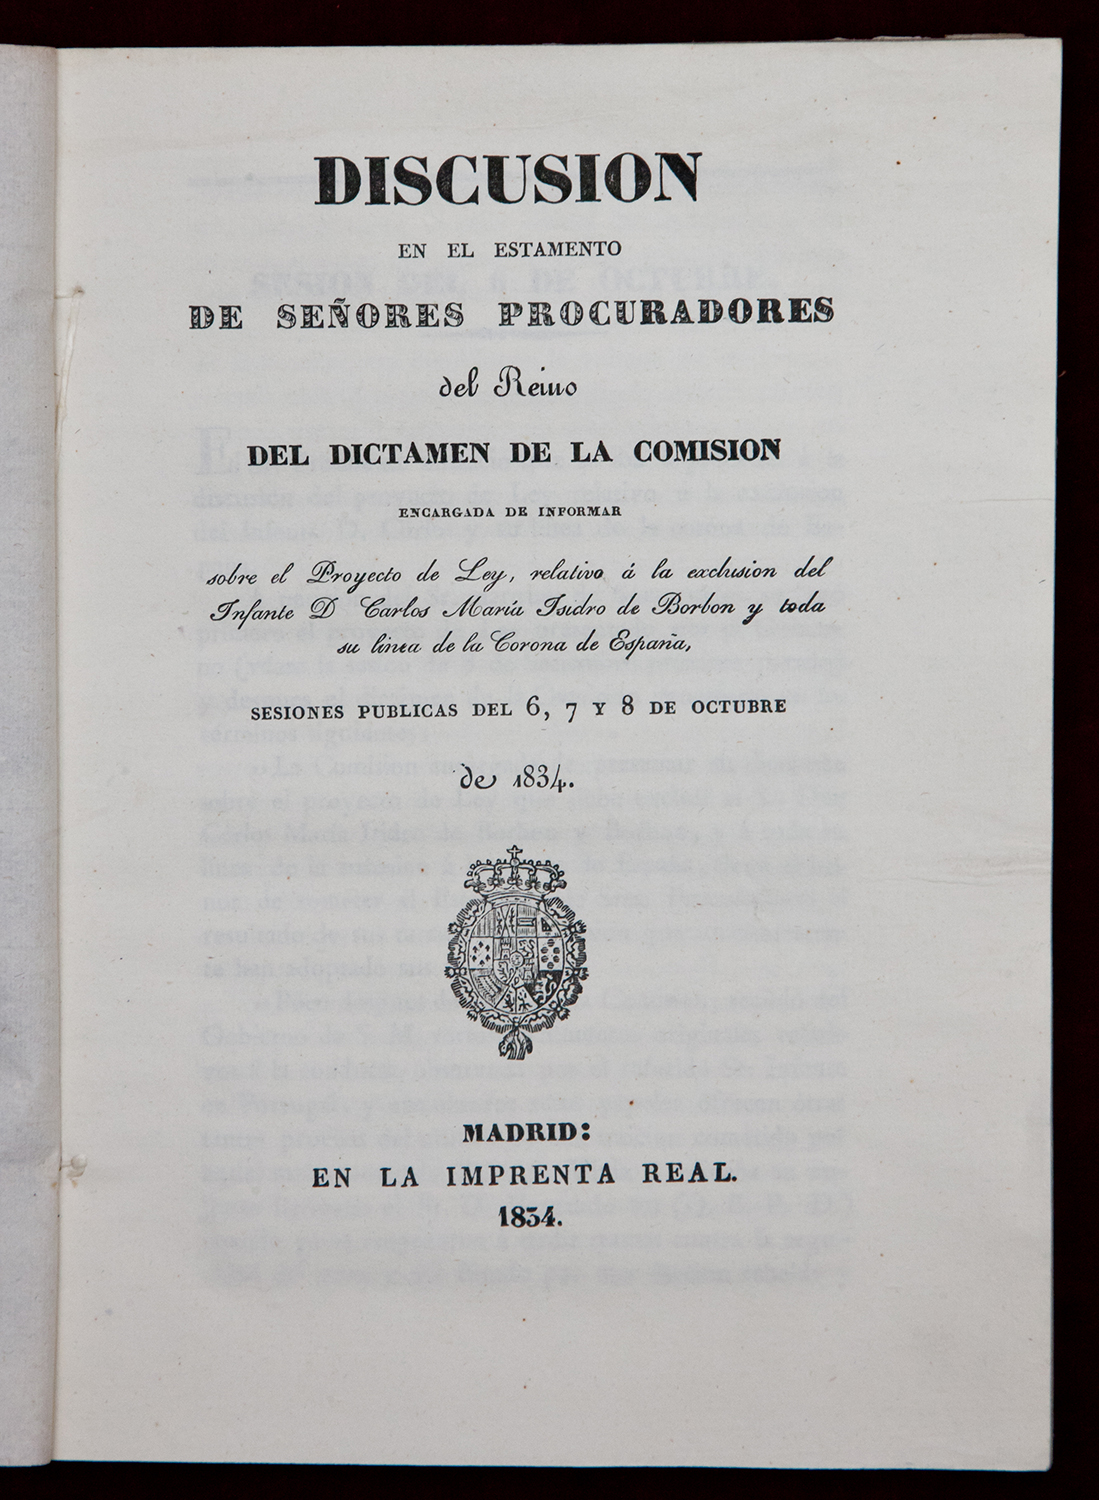 DISCUSION
EN EL ESTAMENTO
DE SEÑORES PROCURADORES
del Reino
DEL DICTAMEN DE LA COMISION
ENCARGADA DE INFORMAR
sobre el Proyecto de Ley, relativo á la exclusion del
Infante D Carlos María Isidro de Borbon y toda
su linea de la Corona de España,
SESIONES PUBLICAS DEL 6, 7 Y 8 DE OCTUBRE
de 1834.
MADRID:
EN LA IMPRENTA REAL.
1834.